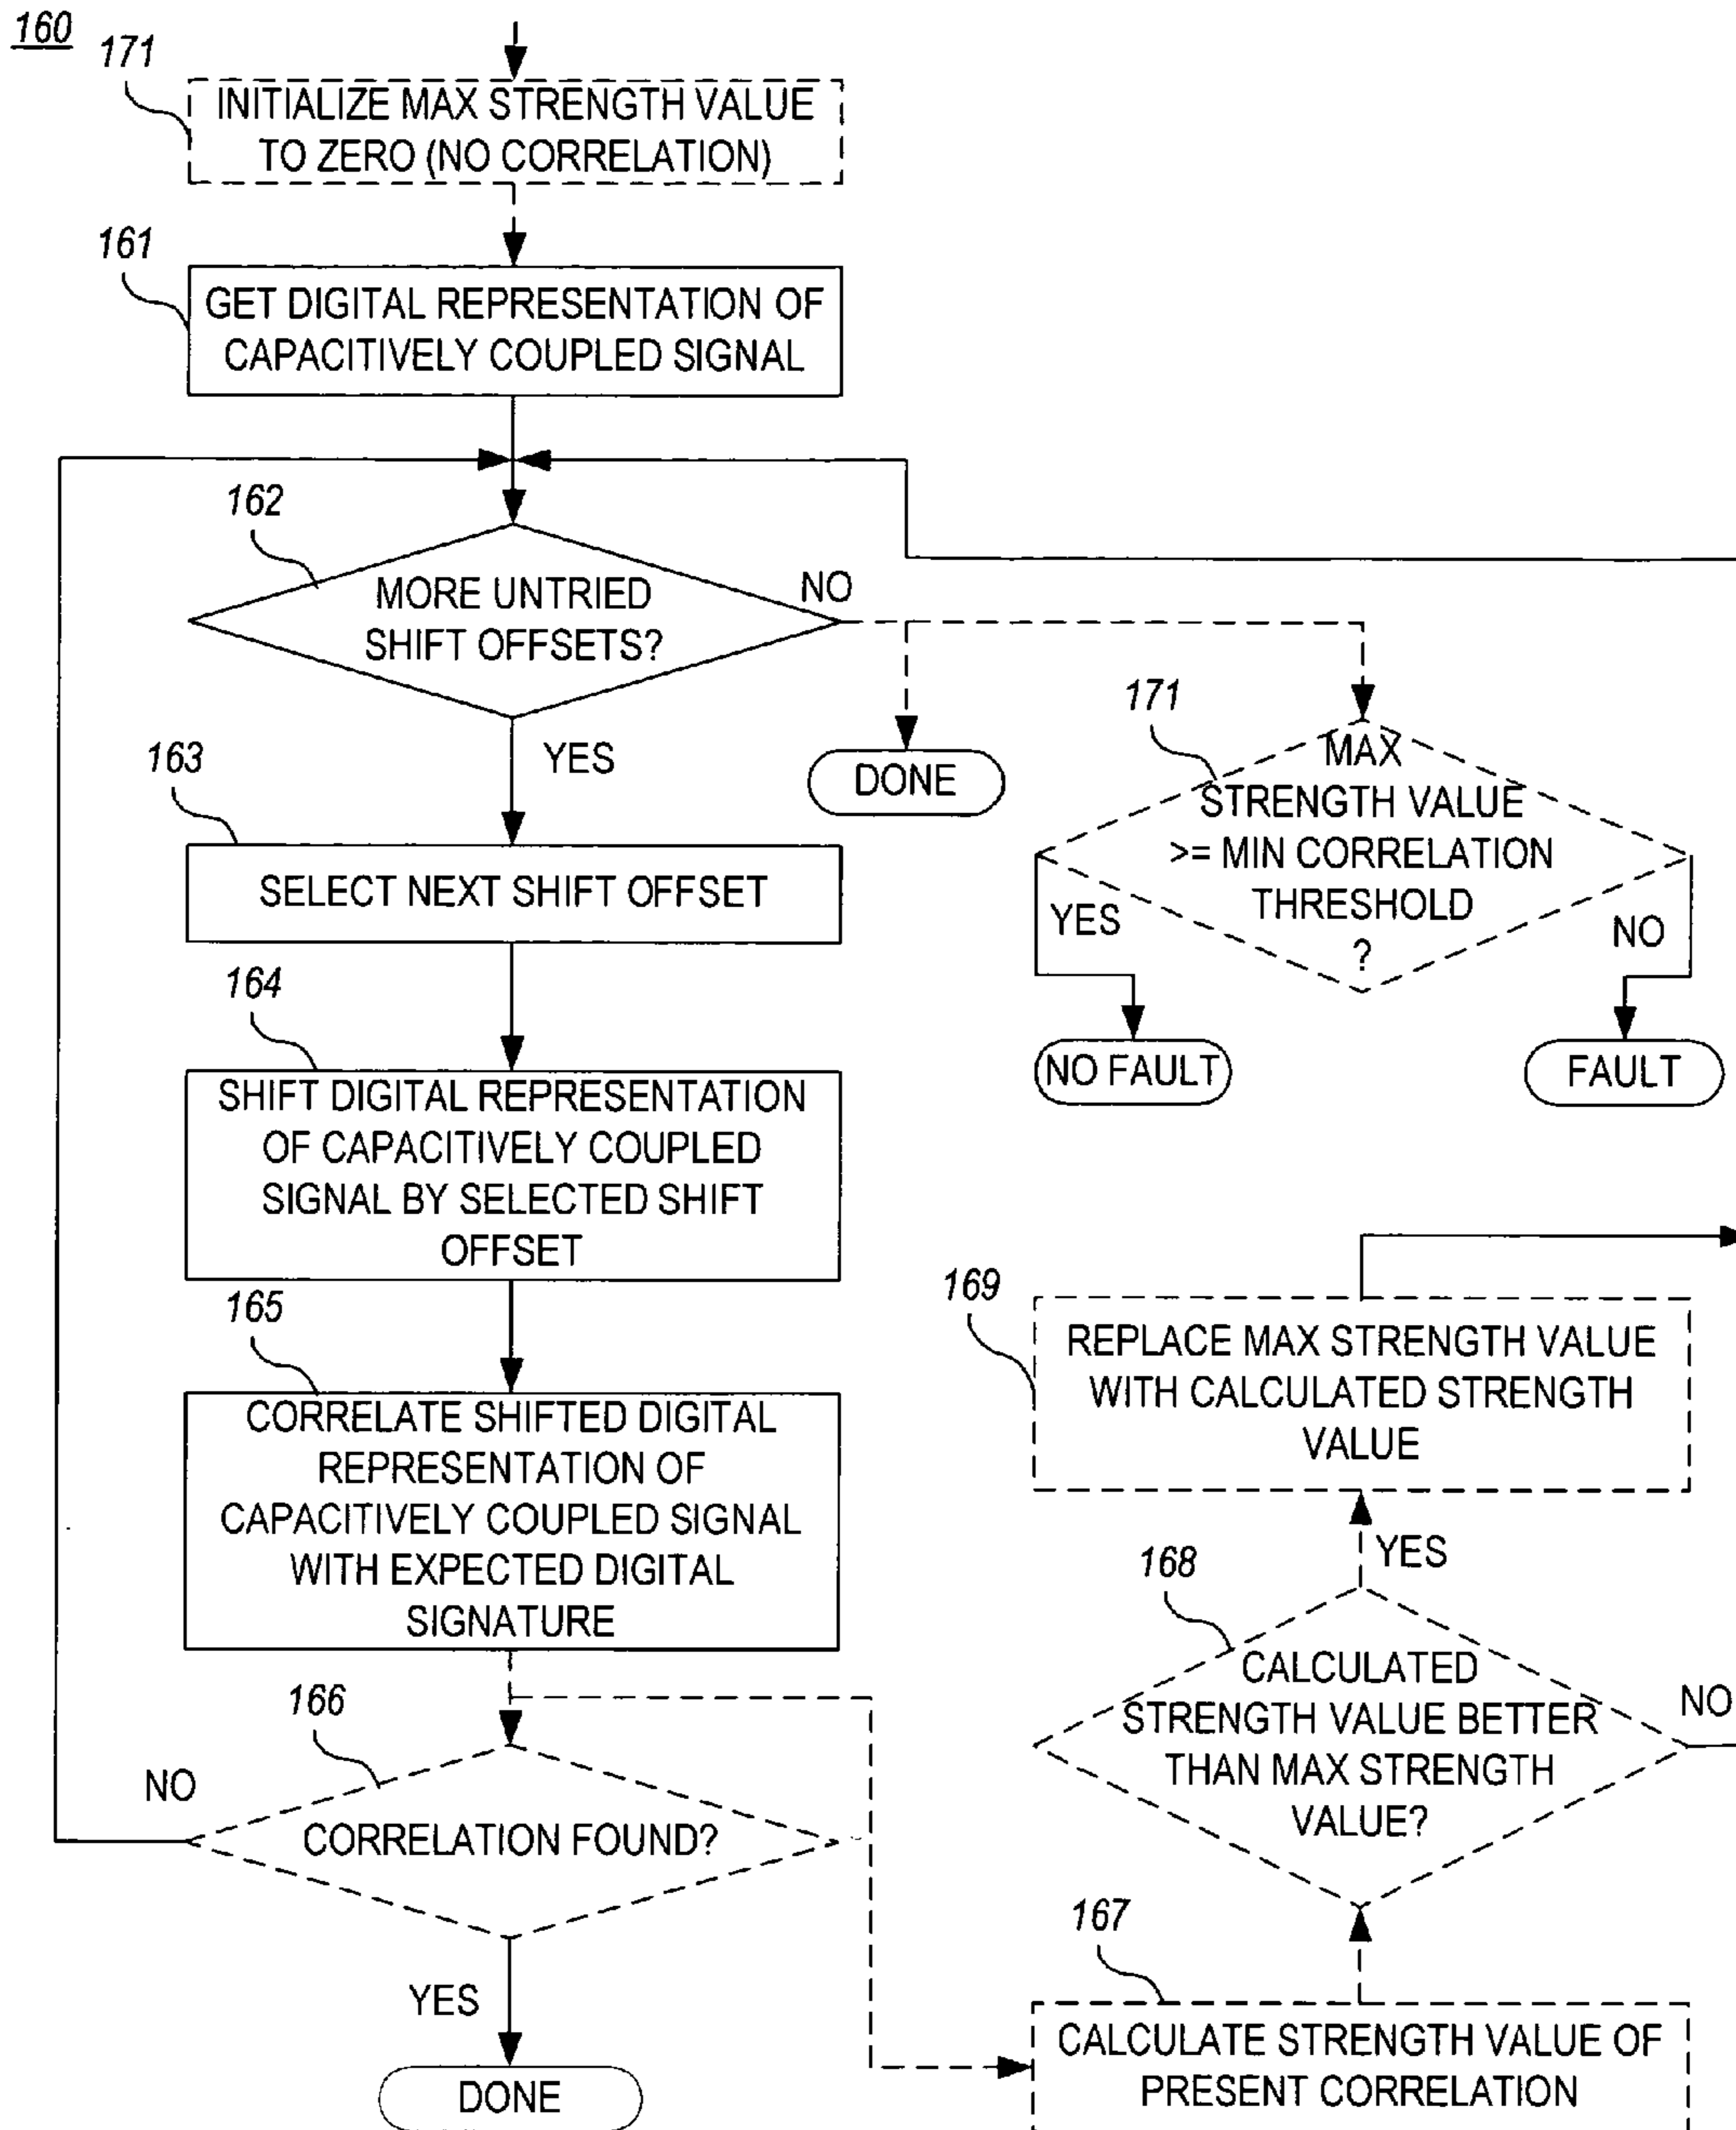 160
171
INITIALIZE MAX STRENGTH VALUE
TO ZERO (NO CORRELATION)
161
GET DIGITAL REPRESENTATION OF
CAPACITIVELY COUPLED SIGNAL
162
MORE UNTRIED
SHIFT OFFSETS?
NO
YES
DONE
171
MAX
STRENGTH VALUE
>= MIN CORRELATION
THRESHOLD
?
YES
NO
NO FAULT
FAULT
163
SELECT NEXT SHIFT OFFSET
164
SHIFT DIGITAL REPRESENTATION
OF CAPACITIVELY COUPLED
SIGNAL BY SELECTED SHIFT
OFFSET
165
CORRELATE SHIFTED DIGITAL
REPRESENTATION OF
CAPACITIVELY COUPLED SIGNAL
WITH EXPECTED DIGITAL
SIGNATURE
166
NO
CORRELATION FOUND?
YES
DONE
169
REPLACE MAX STRENGTH VALUE
WITH CALCULATED STRENGTH
VALUE
YES
168
CALCULATED
STRENGTH VALUE BETTER
THAN MAX STRENGTH
VALUE?
NO
167
CALCULATE STRENGTH VALUE OF
PRESENT CORRELATION